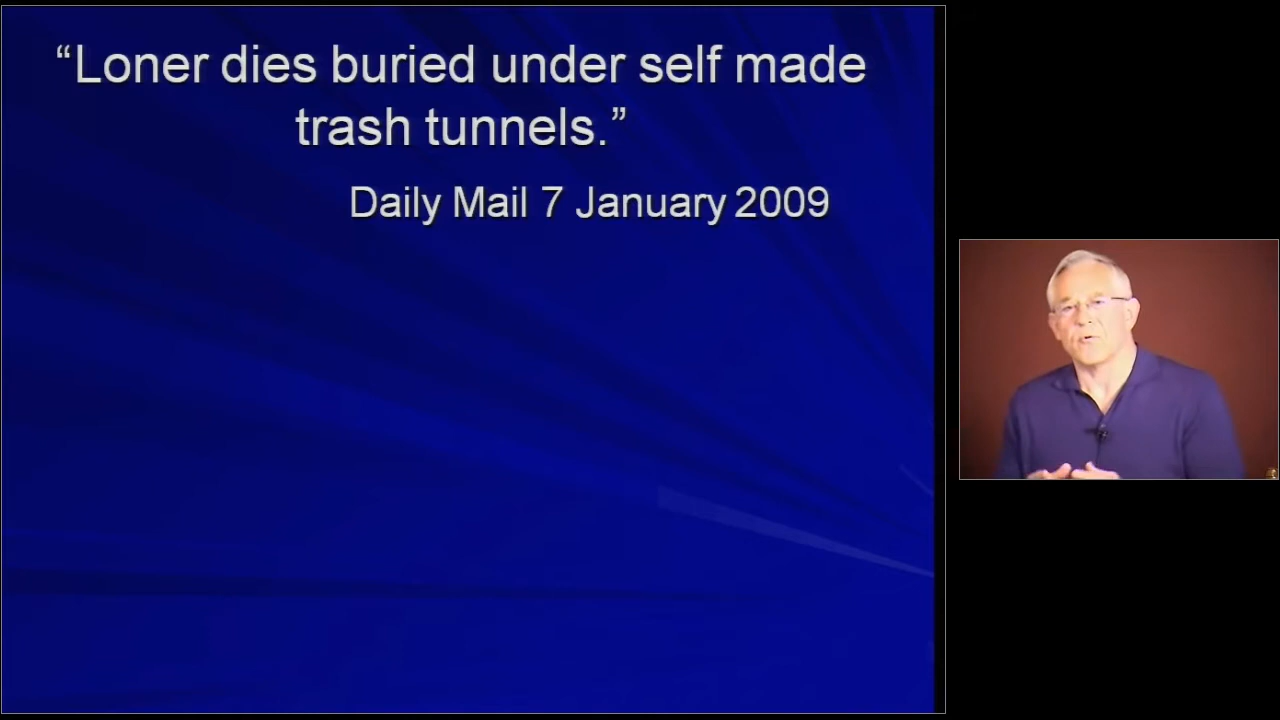 “Loner dies buried under self made
trash tunnels.”
Daily Mail 7 January 2009